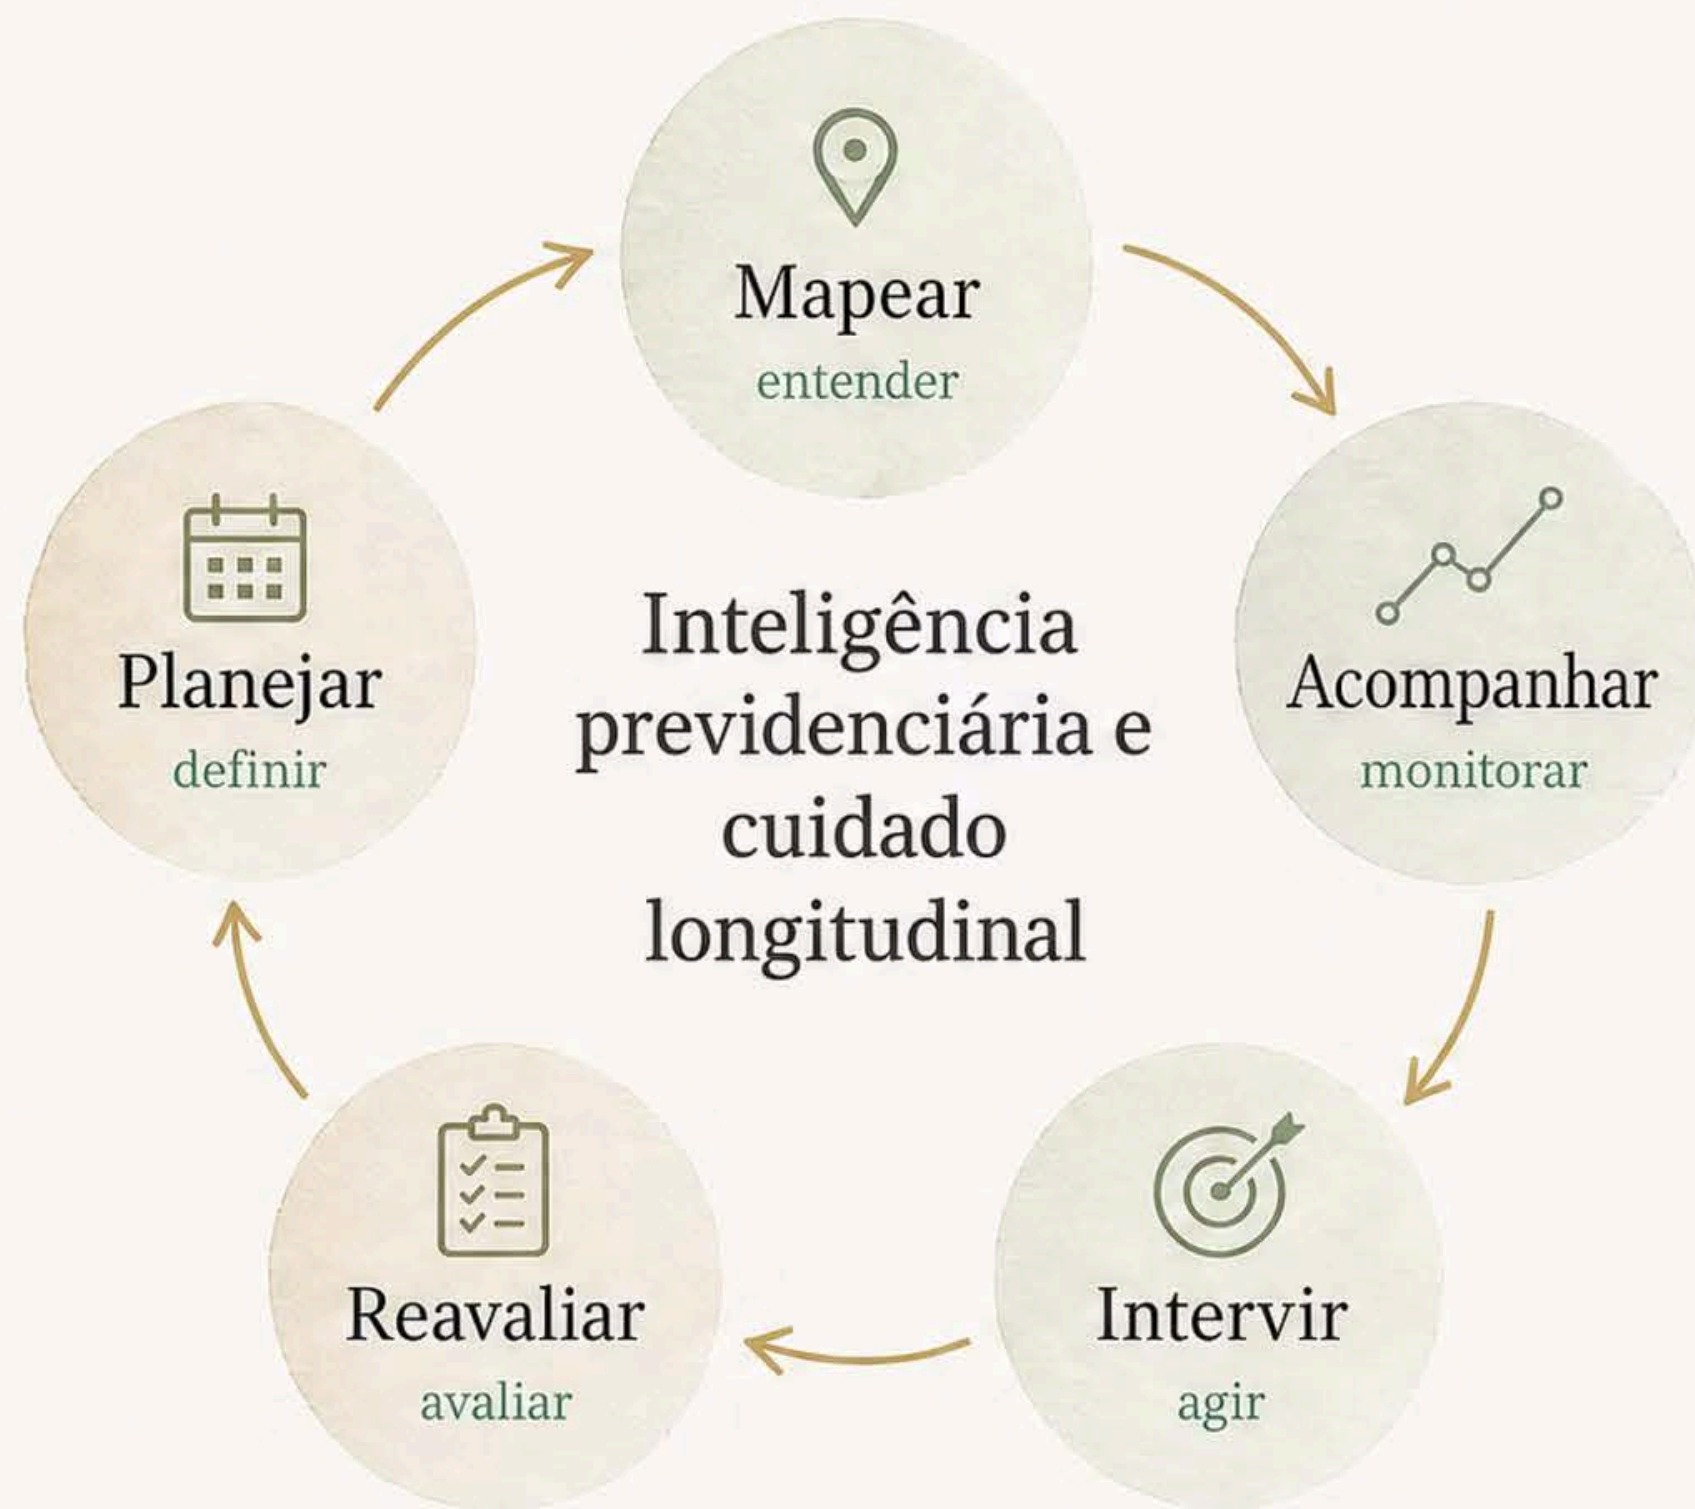 Mapear
entender
Acompanhar
monitorar
Intervir
agir
Reavaliar
avaliar
Planejar
definir
Inteligência
previdenciária e
cuidado
longitudinal